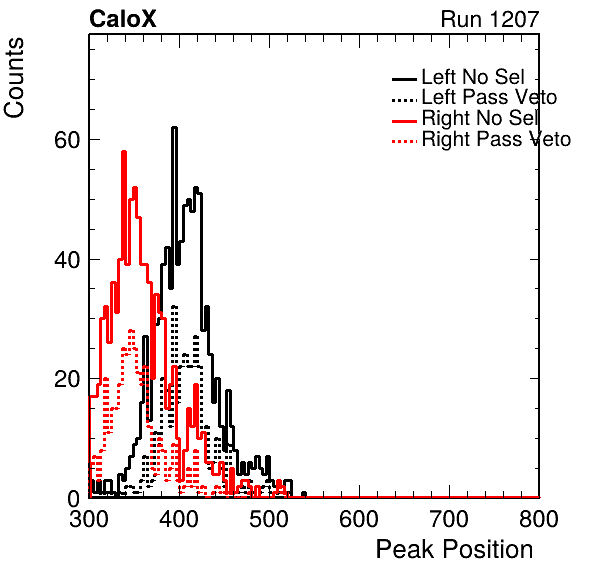 CaloX Run 1207
Counts
Left No Sel
Left Pass Veto
Right No Sel
Right Pass Veto
60
40
20
0
300 400 500 600 700 800
Peak Position